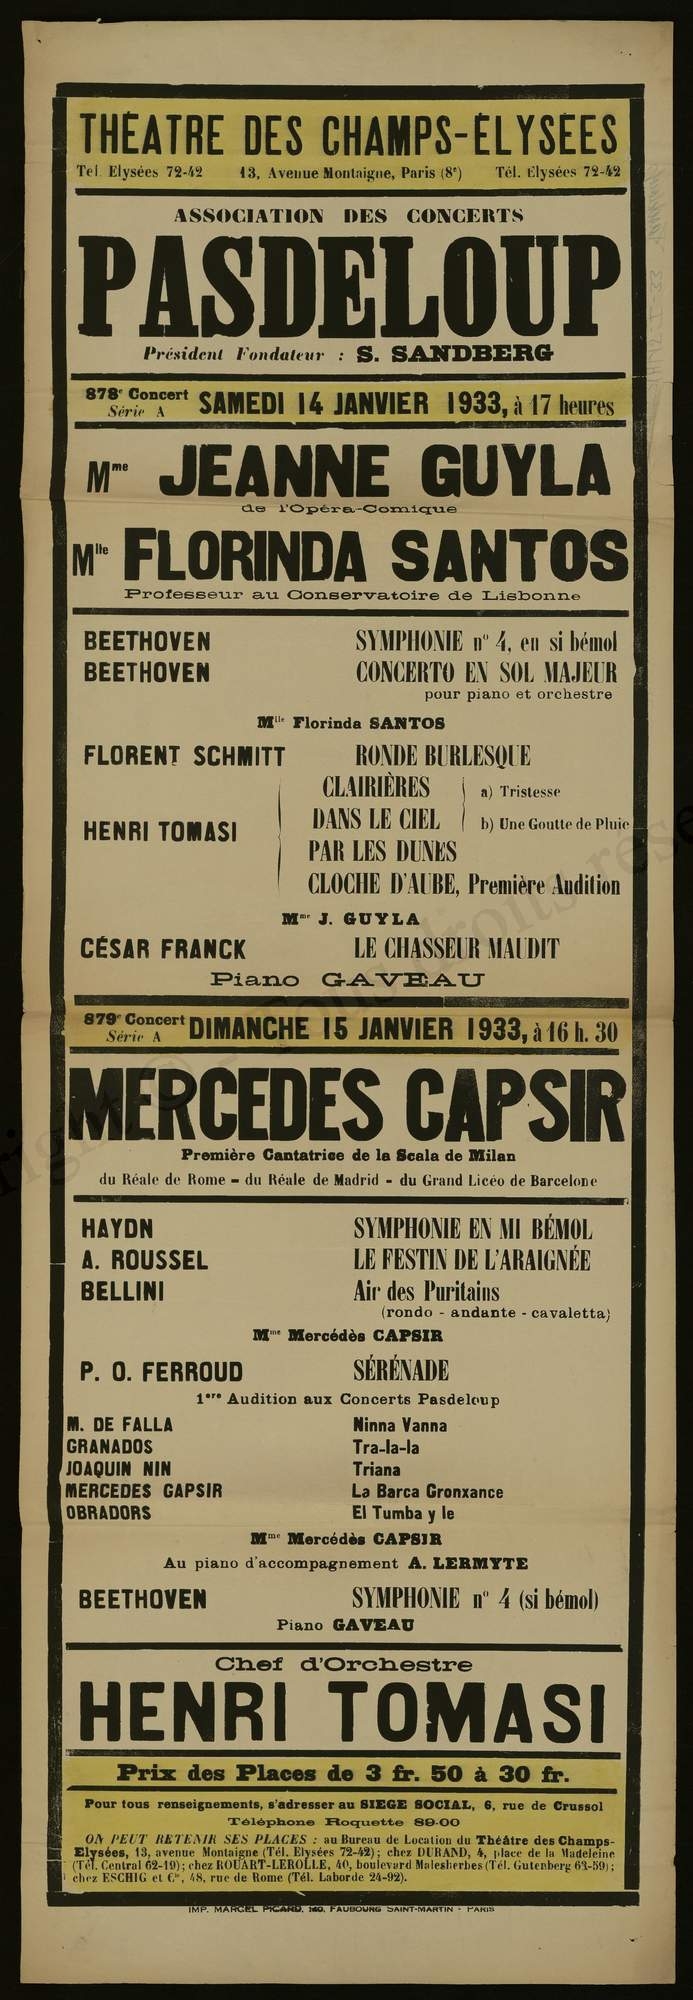 THÉATRE DES CHAMPS-ÉLYSÉES
Tél. Elysées 72-42 13, Avenue Montaigne, Paris (8e) Tél. Elysées 72-42
ASSOCIATION DES CONCERTS
PASDELOUP
Président Fondateur : S. SANDBERG
878e Concert
Série A SAMEDI 14 JANVIER 1933, à 17 heures
Mme JEANNE GUYLA
de l'Opéra-Comique
Mlle FLORINDA SANTOS
Professeur au Conservatoire de Lisbonne
BEETHOVEN SYMPHONIE no 4, en si bémol
BEETHOVEN CONCERTO EN SOL MAJEUR
pour piano et orchestre
Mlle Florinda SANTOS
FLORENT SCHMITT RONDE BURLESQUE
HENRI TOMASI CLAIRIÈRES a) Tristesse
DANS LE CIEL b) Une Goutte de Pluie
PAR LES DUNES
CLOCHE D'AUBE, Première Audition
Mme J. GUYLA
CÉSAR FRANCK LE CHASSEUR MAUDIT
Piano GAVEAU
879e Concert
Série A DIMANCHE 15 JANVIER 1933, à 16 h. 30
MERCEDES CAPSIR
Première Cantatrice de la Scala de Milan
du Réale de Rome - du Réale de Madrid - du Grand Licéo de Barcelone
HAYDN SYMPHONIE EN MI BÉMOL
A. ROUSSEL LE FESTIN DE L'ARAIGNÉE
BELLINI Air des Puritains
(rondo - andante - cavaletta)
Mme Mercédès CAPSIR
P. O. FERROUD SÉRÉNADE
1ere Audition aux Concerts Pasdeloup
M. DE FALLA Ninna Vanna
GRANADOS Tra-la-la
JOAQUIN NIN Triana
MERCEDES GAPSIR La Barca Gronxance
OBRADORS El Tumba y le
Mme Mercédès CAPSIR
Au piano d'accompagnement A. LERMYTE
BEETHOVEN SYMPHONIE no 4 (si bémol)
Piano GAVEAU
Chef d'Orchestre
HENRI TOMASI
Prix des Places de 3 fr. 50 à 30 fr.
Pour tous renseignements, s'adresser au SIEGE SOCIAL, 6, rue de Crussol
Téléphone Roquette 89-00
ON PEUT RETENIR SES PLACES : au Bureau de Location du Théâtre des Champs-
Elysées, 13, avenue Montaigne (Tél. Elysées 72-42) ; chez DURAND, 4, place de la Madeleine
(Tél. Central 62-19) ; chez ROUART-LEROLLE, 40, boulevard Malesherbes (Tél. Gutenberg 63-59) ;
chez ESCHIG et Cie, 48, rue de Rome (Tél. Laborde 24-92).
IMP. MARCEL PICARD, 140, FAUBOURG SAINT-MARTIN - PARIS